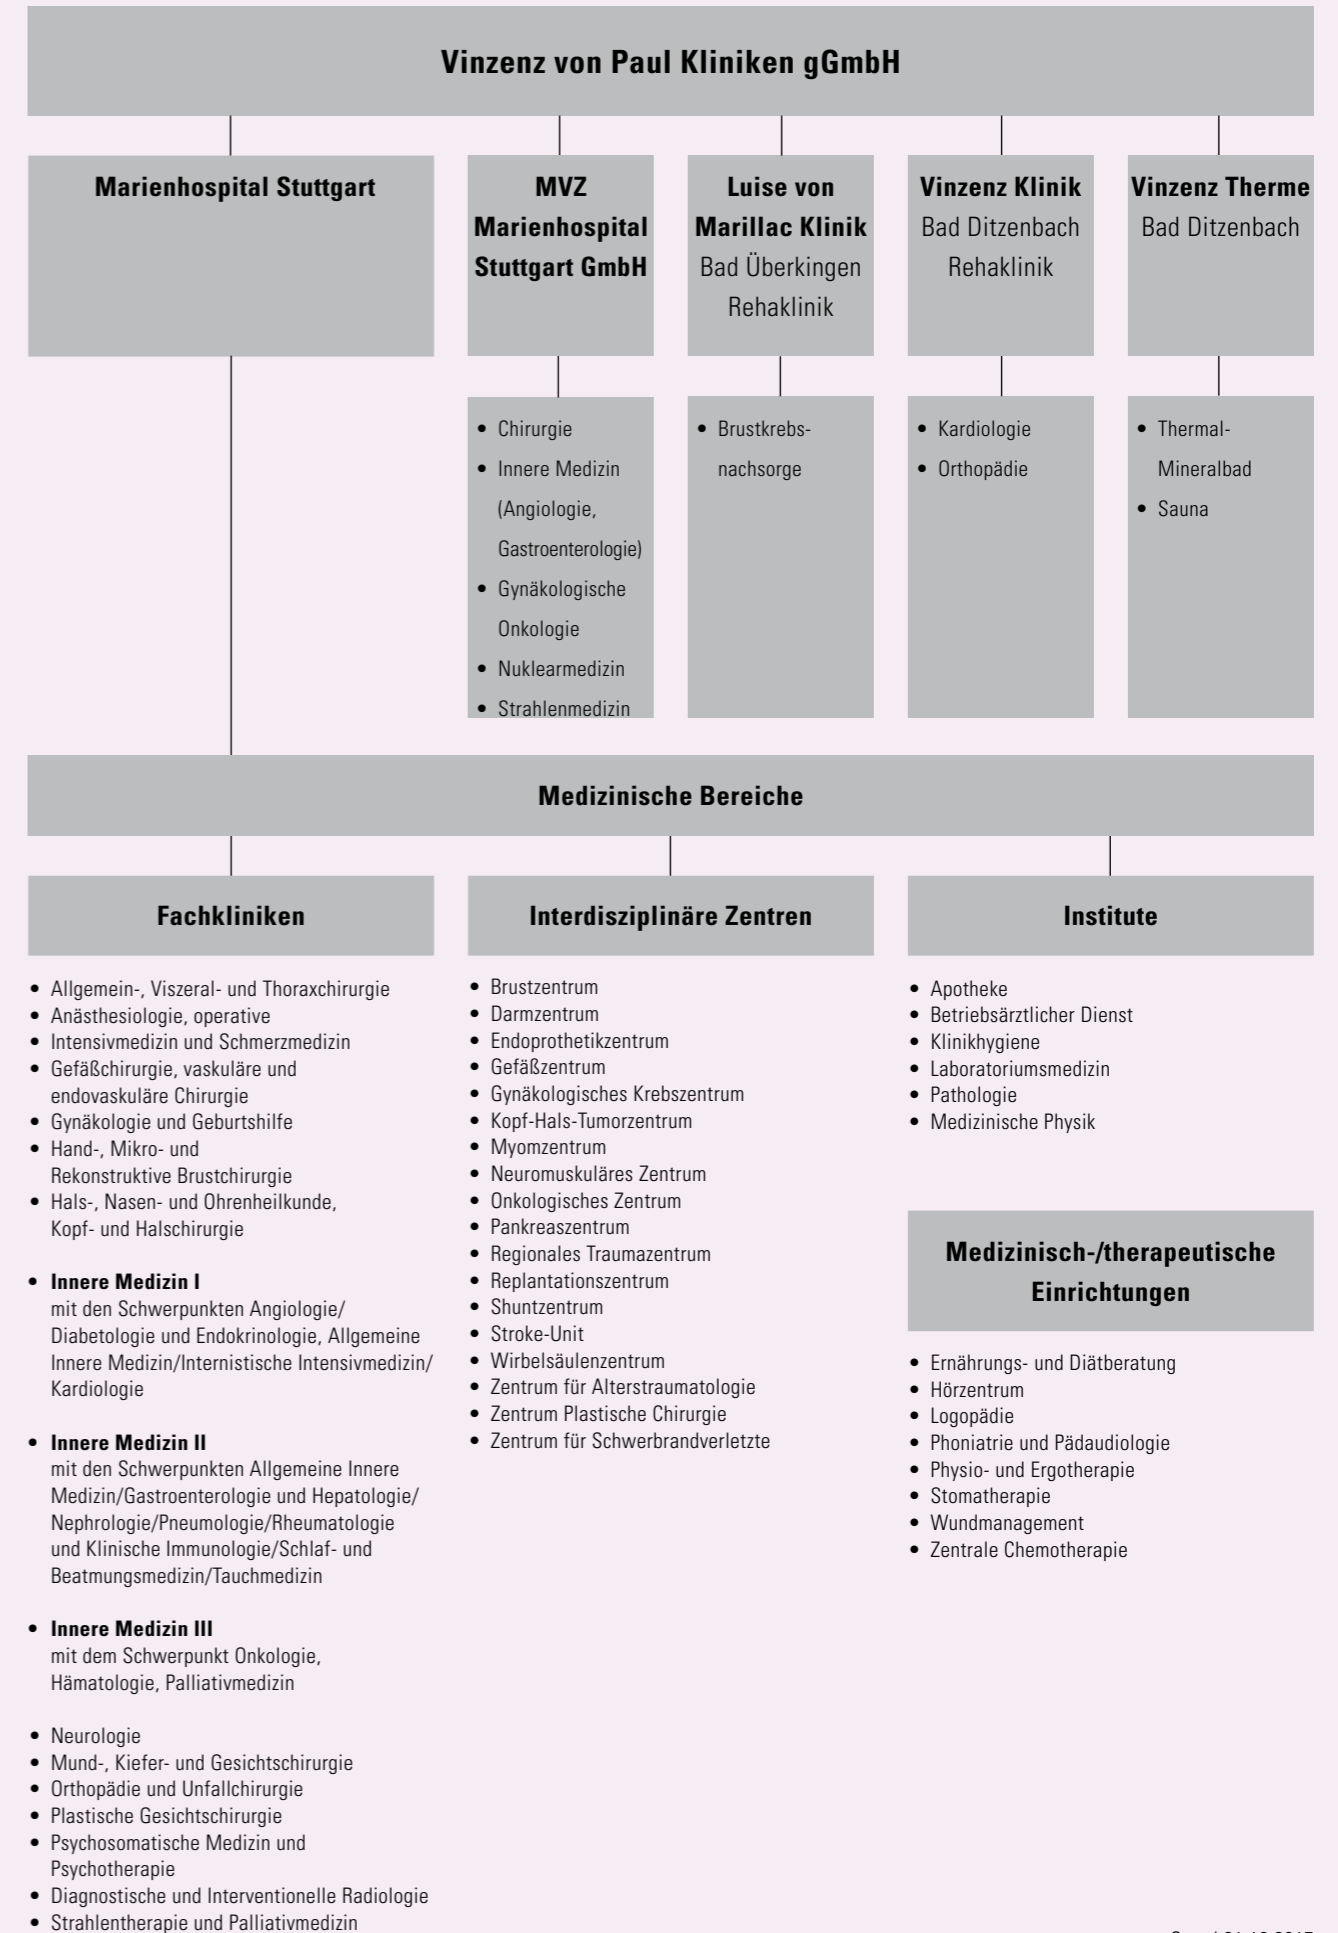 Vinzenz von Paul Kliniken gGmbH
Marienhospital Stuttgart
MVZ
Marienhospital
Stuttgart GmbH
Luise von
Marillac Klinik
Bad Überkingen
Rehaklinik
Vinzenz Klinik
Bad Ditzenbach
Rehaklinik
Vinzenz Therme
Bad Ditzenbach
• Chirurgie
• Innere Medizin
(Angiologie,
Gastroenterologie)
• Gynäkologische
Onkologie
• Nuklearmedizin
• Strahlenmedizin
• Brustkrebs-
nachsorge
• Kardiologie
• Orthopädie
• Thermal-
Mineralbad
• Sauna
Medizinische Bereiche
Fachkliniken
• Allgemein-, Viszeral- und Thoraxchirurgie
• Anästhesiologie, operative
• Intensivmedizin und Schmerzmedizin
• Gefäßchirurgie, vaskuläre und
endovaskuläre Chirurgie
• Gynäkologie und Geburtshilfe
• Hand-, Mikro- und
Rekonstruktive Brustchirurgie
• Hals-, Nasen- und Ohrenheilkunde,
Kopf- und Halschirurgie
• Innere Medizin I
mit den Schwerpunkten Angiologie/
Diabetologie und Endokrinologie, Allgemeine
Innere Medizin/Internistische Intensivmedizin/
Kardiologie
• Innere Medizin II
mit den Schwerpunkten Allgemeine Innere
Medizin/Gastroenterologie und Hepatologie/
Nephrologie/Pneumologie/Rheumatologie
und Klinische Immunologie/Schlaf- und
Beatmungsmedizin/Tauchmedizin
• Innere Medizin III
mit dem Schwerpunkt Onkologie,
Hämatologie, Palliativmedizin
• Neurologie
• Mund-, Kiefer- und Gesichtschirurgie
• Orthopädie und Unfallchirurgie
• Plastische Gesichtschirurgie
• Psychosomatische Medizin und
Psychotherapie
• Diagnostische und Interventionelle Radiologie
• Strahlentherapie und Palliativmedizin
Interdisziplinäre Zentren
• Brustzentrum
• Darmzentrum
• Endoprothetikzentrum
• Gefäßzentrum
• Gynäkologisches Krebszentrum
• Kopf-Hals-Tumorzentrum
• Myomzentrum
• Neuromuskuläres Zentrum
• Onkologisches Zentrum
• Pankreaszentrum
• Regionales Traumazentrum
• Replantationszentrum
• Shuntzentrum
• Stroke-Unit
• Wirbelsäulenzentrum
• Zentrum für Alterstraumatologie
• Zentrum Plastische Chirurgie
• Zentrum für Schwerbrandverletzte
Institute
• Apotheke
• Betriebsärztlicher Dienst
• Klinikhygiene
• Laboratoriumsmedizin
• Pathologie
• Medizinische Physik
Medizinisch-/therapeutische
Einrichtungen
• Ernährungs- und Diätberatung
• Hörzentrum
• Logopädie
• Phoniatrie und Pädaudiologie
• Physio- und Ergotherapie
• Stomatherapie
• Wundmanagement
• Zentrale Chemotherapie